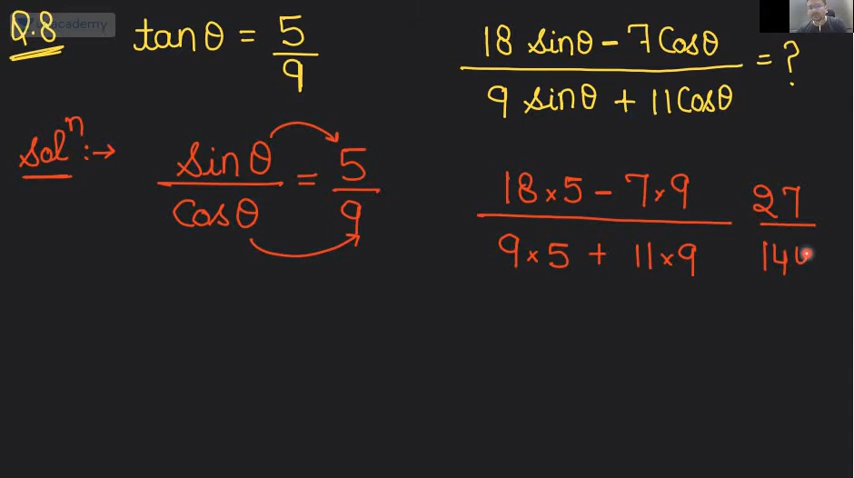 Q.8
tanθ = 5/9
(18 sinθ - 7 Cosθ)/(9 sinθ + 11 Cosθ) = ?
Solⁿ :→
sinθ/Cosθ = 5/9
(18×5 - 7×9)/(9×5 + 11×9)
27/144
academy